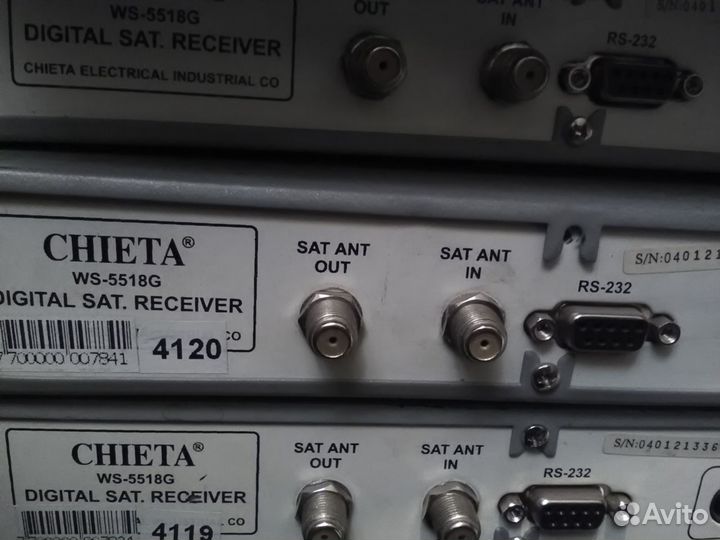 WS-5518G
DIGITAL SAT. RECEIVER
CHIETA ELECTRICAL INDUSTRIAL CO
OUT
SAT ANT
IN
RS-232
CHIETA®
WS-5518G
DIGITAL SAT. RECEIVER
CO
7700000 007841
4120
SAT ANT
OUT
SAT ANT
IN
RS-232
S/N:040121
CHIETA®
WS-5518G
DIGITAL SAT. RECEIVER
CO
4119
SAT ANT
OUT
SAT ANT
IN
RS-232
S/N:040121336
Avito